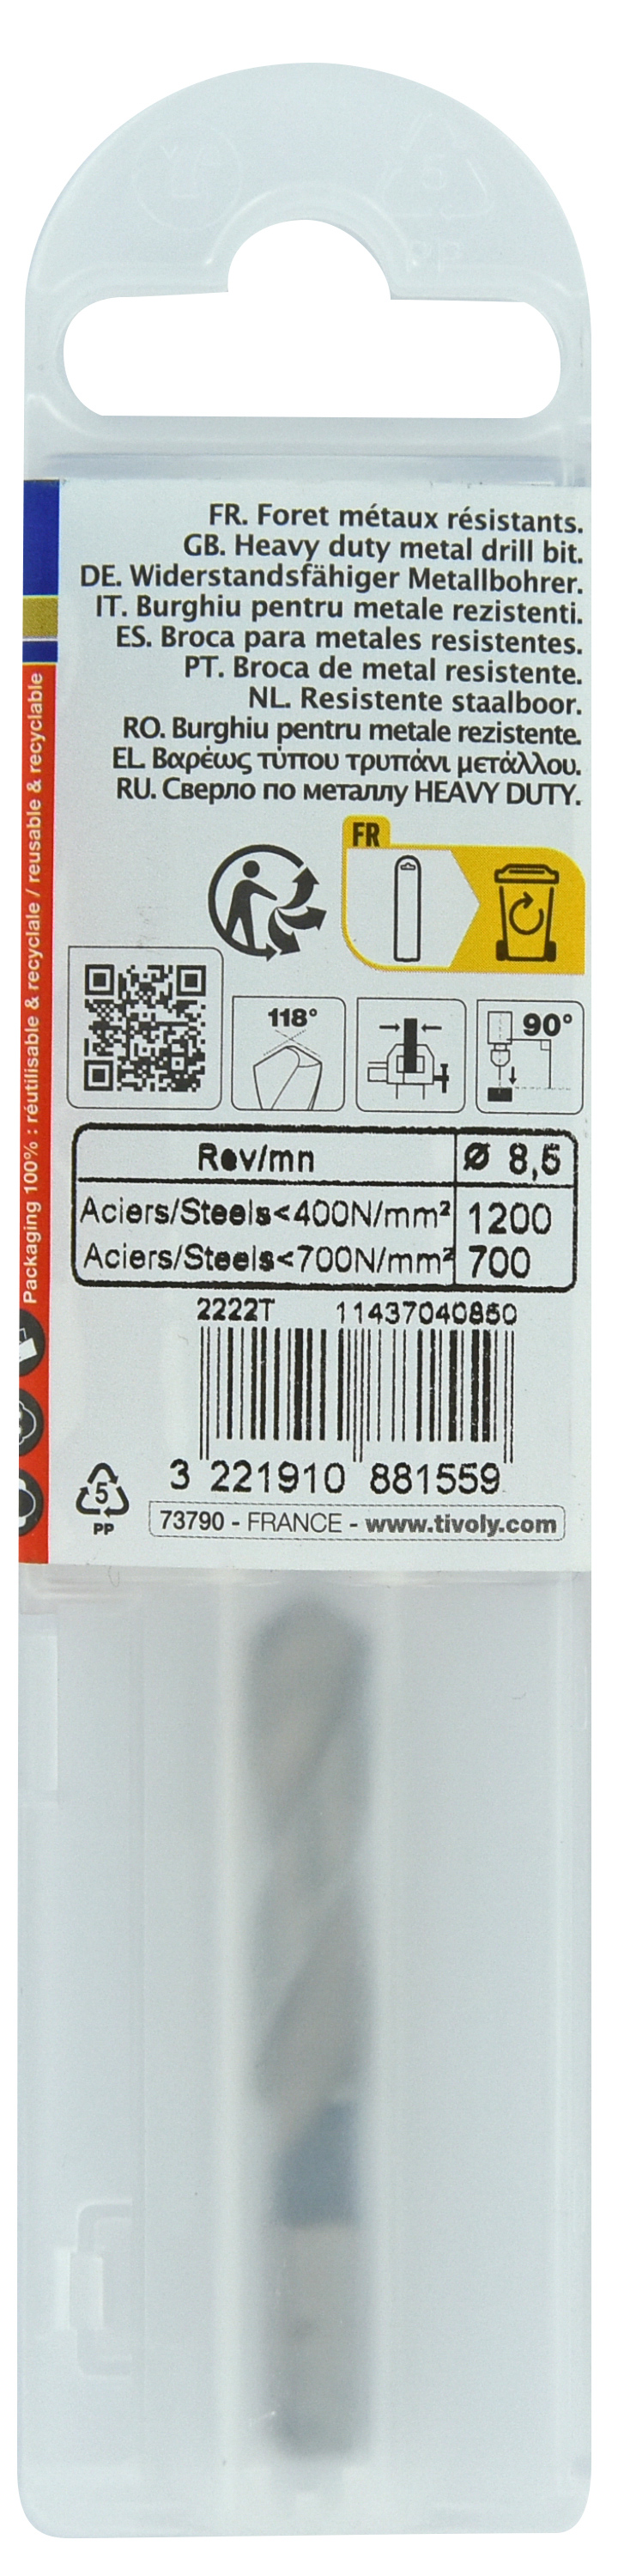 PP
FR. Foret métaux résistants.
GB. Heavy duty metal drill bit.
DE. Widerstandsfähiger Metallbohrer.
IT. Burghiu pentru metale rezistenti.
ES. Broca para metales resistentes.
PT. Broca de metal resistente.
NL. Resistente staalboor.
RO. Burghiu pentru metale rezistente.
EL. Βαρέως τύπου τρυπάνι μετάλλου.
RU. Сверло по металлу HEAVY DUTY.
Packaging 100% : réutilisable & recyclale / reusable & recyclable
FR
118°
90°
Rev/mn Ø 8,5
Aciers/Steels<400N/mm² 1200
Aciers/Steels<700N/mm² 700
2222T 11437040850
3 221910 881559
5
PP
73790 - FRANCE - www.tivoly.com